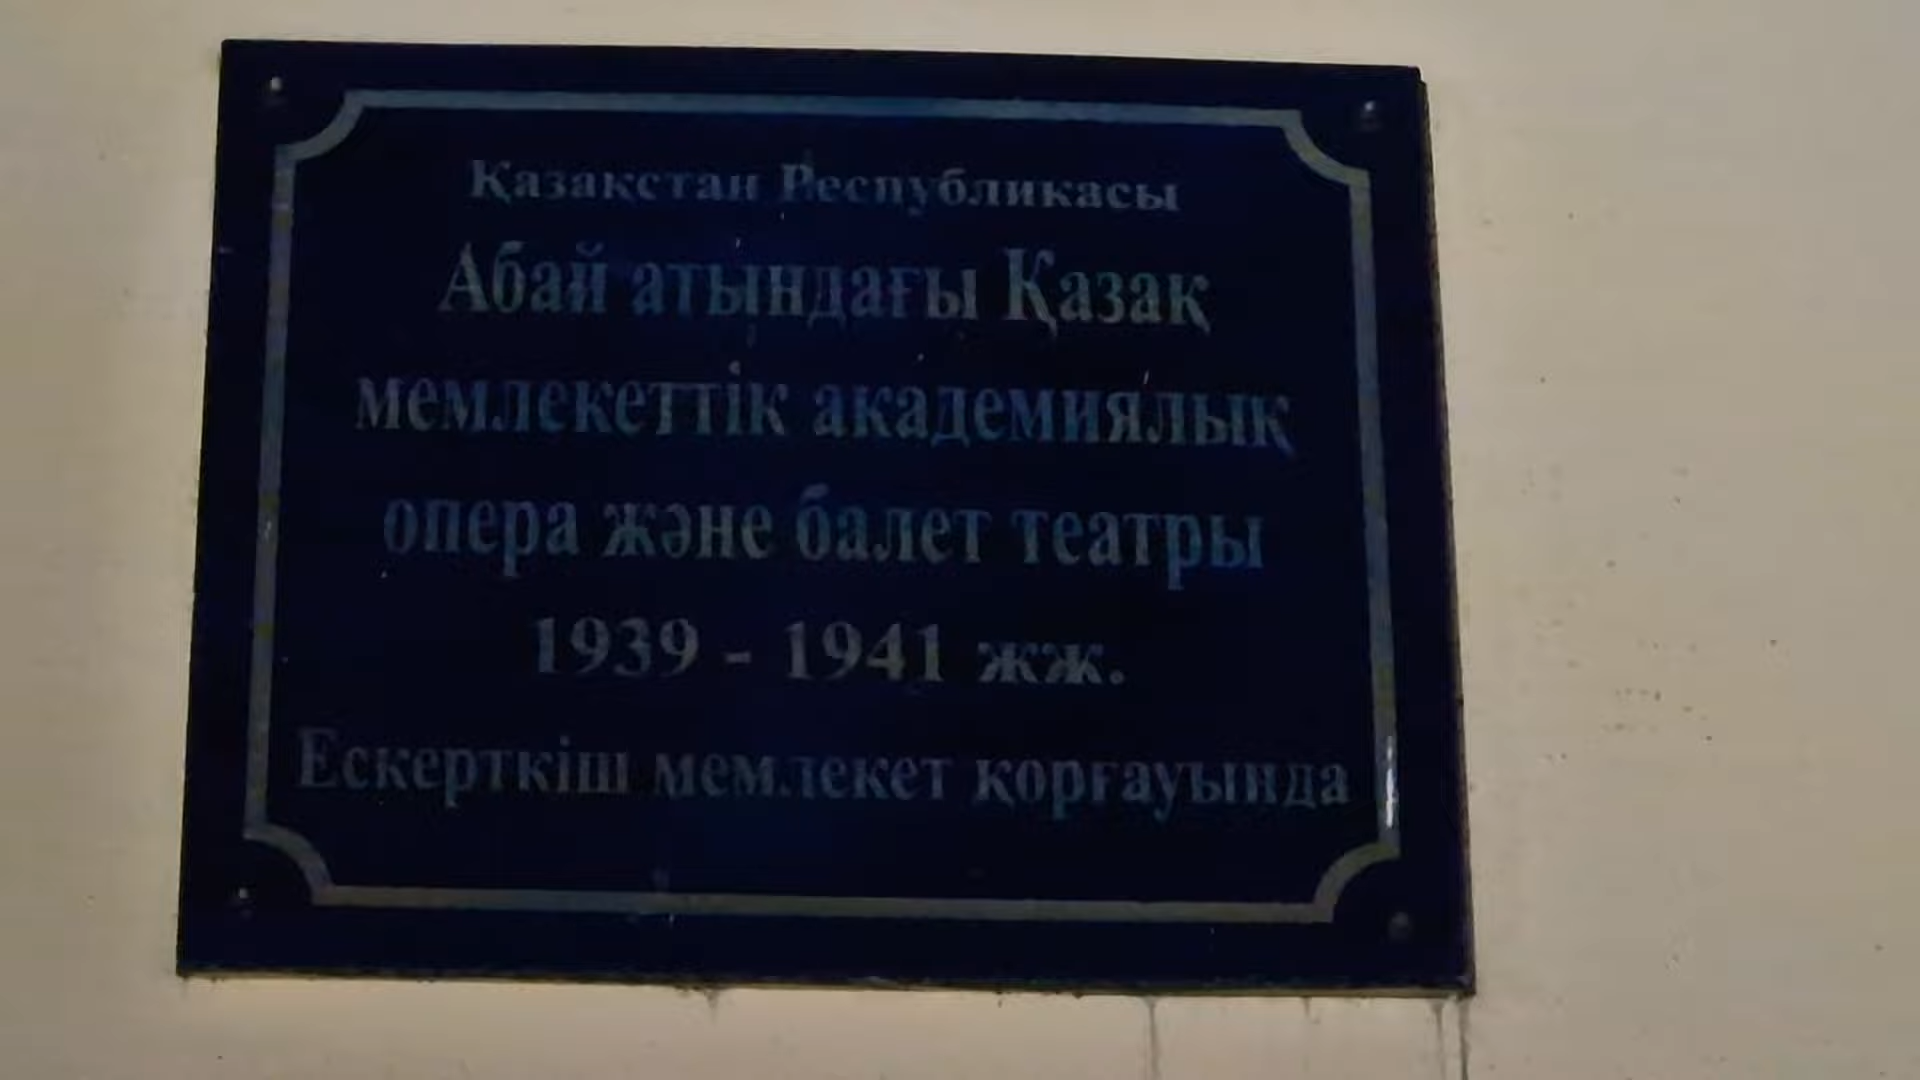 Қазақстан Республикасы
Абай атындағы Қазақ
мемлекеттік академиялық
опера және балет театры
1939 - 1941 жж.
Ескерткіш мемлекет қорғауында